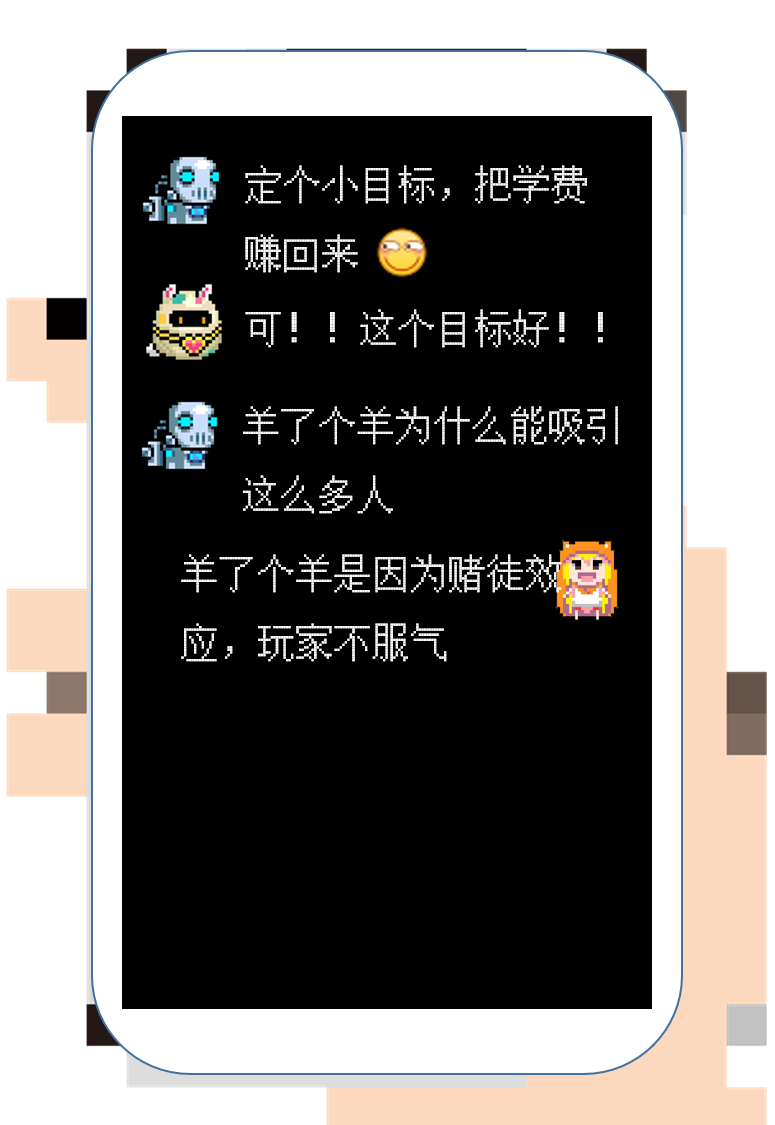 定个小目标，把学费
赚回来
可！！这个目标好！！
羊了个羊为什么能吸引
这么多人
羊了个羊是因为赌徒效
应，玩家不服气